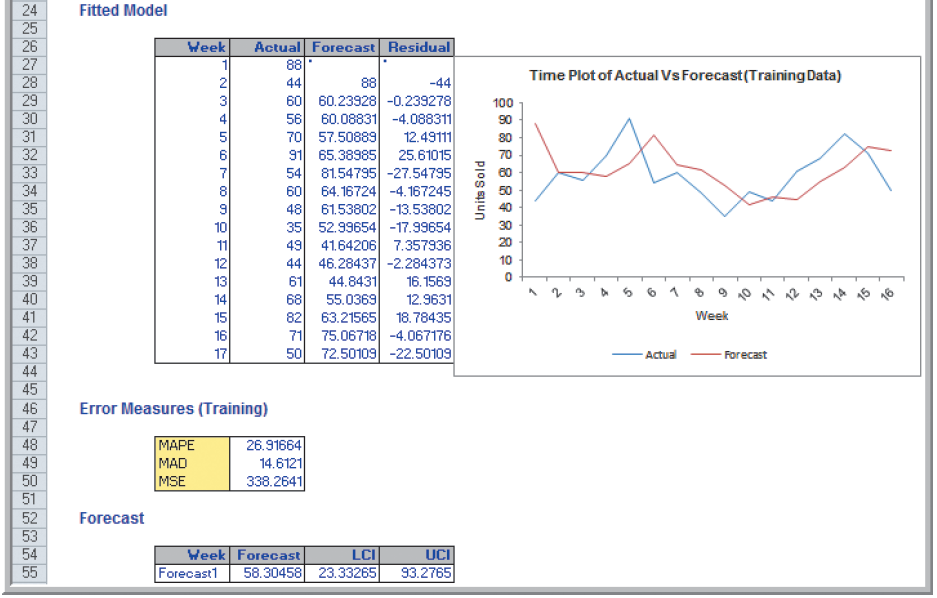 24 Fitted Model
25
26 Week Actual Forecast Residual
27 1 88
28 2 44 88 -44
29 3 60 60.23928 -0.239278
30 4 56 60.08831 -4.088311
31 5 70 57.50889 12.49111
32 6 91 65.38985 25.61015
33 7 54 81.54795 -27.54795
34 8 60 64.16724 -4.167245
35 9 48 61.53802 -13.53802
36 10 35 52.99654 -17.99654
37 11 49 41.64206 7.357936
38 12 44 46.28437 -2.284373
39 13 61 44.8431 16.1569
40 14 68 55.0369 12.9631
41 15 82 63.21565 18.78435
42 16 71 75.06718 -4.067176
43 17 50 72.50109 -22.50109
44
45
Time Plot of Actual Vs Forecast (Training Data)
Units Sold
100
90
80
70
60
50
40
30
20
10
0
1 2 3 4 5 6 7 8 9 10 11 12 13 14 15 16
Week
Actual Forecast
46 Error Measures (Training)
47
48 MAPE 26.91664
49 MAD 14.6121
50 MSE 338.2641
51
52 Forecast
53
54 Week Forecast LCI UCI
55 Forecast1 58.30458 23.33265 93.2765